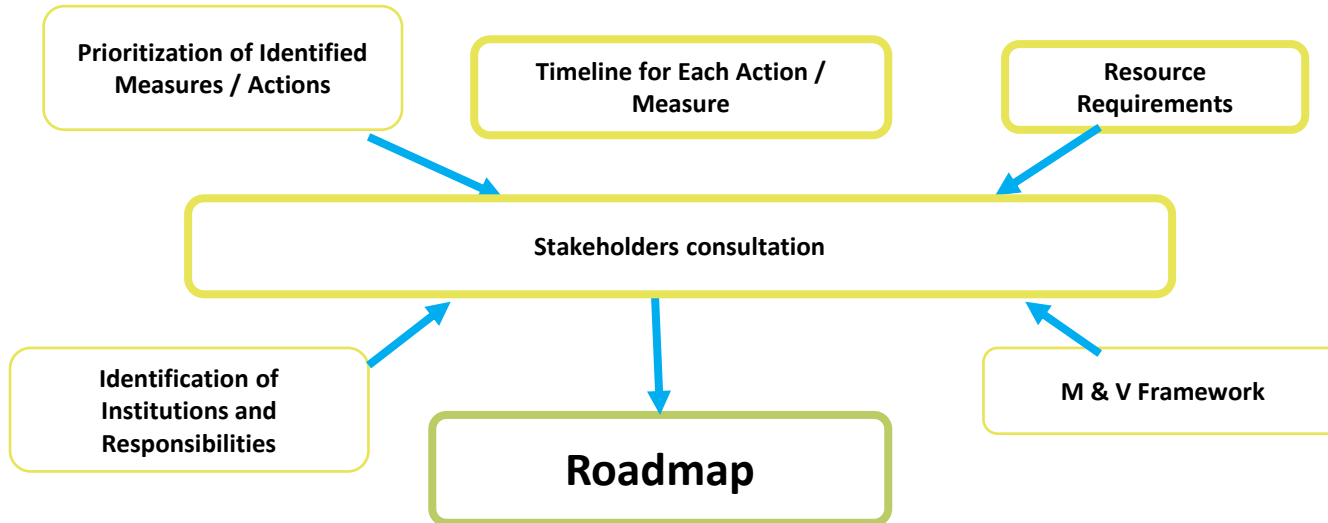 Prioritization of Identified
Measures / Actions
Timeline for Each Action /
Measure
Resource
Requirements
Stakeholders consultation
Identification of
Institutions and
Responsibilities
M & V Framework
Roadmap